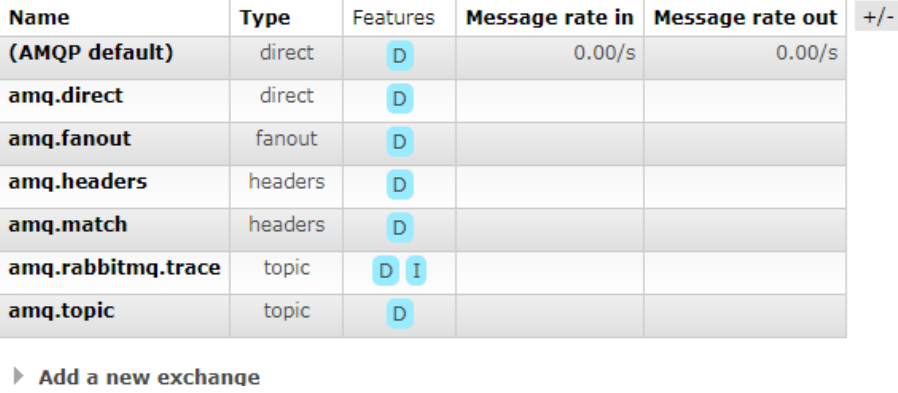 Name Type Features Message rate in Message rate out +/-
(AMQP default) direct D 0.00/s 0.00/s
amq.direct direct D
amq.fanout fanout D
amq.headers headers D
amq.match headers D
amq.rabbitmq.trace topic D I
amq.topic topic D
Add a new exchange